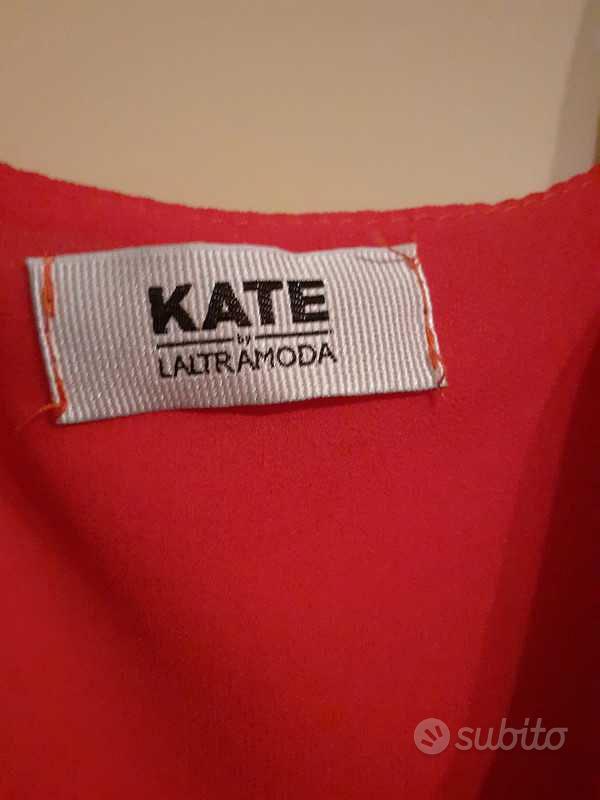 KATE
by
LALTRAMODA
subito